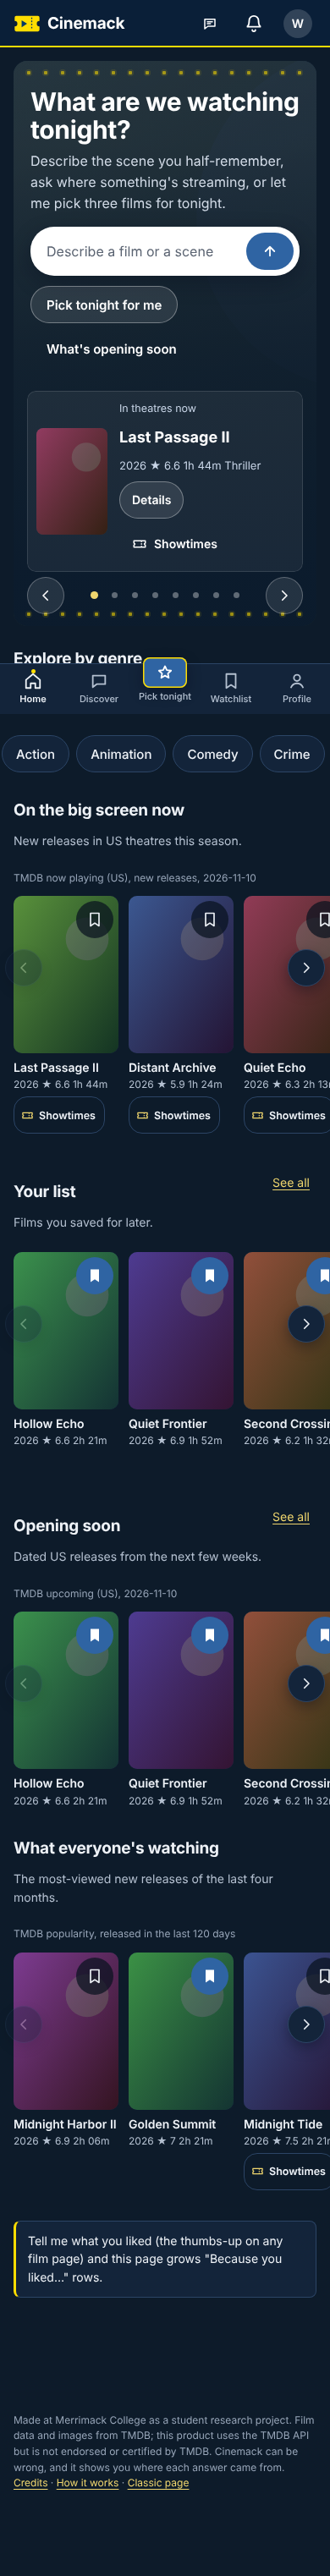 Cinemack
W
What are we watching
tonight?
Describe the scene you half-remember,
ask where something's streaming, or let
me pick three films for tonight.
Describe a film or a scene
Pick tonight for me
What's opening soon
In theatres now
Last Passage II
2026 ★ 6.6 1h 44m Thriller
Details
Showtimes
Explore by genre
Home
Discover
Pick tonight
Watchlist
Profile
Action
Animation
Comedy
Crime
On the big screen now
New releases in US theatres this season.
TMDB now playing (US), new releases, 2026-11-10
Last Passage II
Distant Archive
Quiet Echo
2026 ★ 6.6 1h 44m
2026 ★ 5.9 1h 24m
2026 ★ 6.3 2h 13m
Showtimes
Showtimes
Showtimes
Your list
See all
Films you saved for later.
Hollow Echo
Quiet Frontier
Second Crossin
2026 ★ 6.6 2h 21m
2026 ★ 6.9 1h 52m
2026 ★ 6.2 1h 32
Opening soon
See all
Dated US releases from the next few weeks.
TMDB upcoming (US), 2026-11-10
Hollow Echo
Quiet Frontier
Second Crossin
2026 ★ 6.6 2h 21m
2026 ★ 6.9 1h 52m
2026 ★ 6.2 1h 32
What everyone's watching
The most-viewed new releases of the last four
months.
TMDB popularity, released in the last 120 days
Midnight Harbor II
Golden Summit
Midnight Tide
2026 ★ 6.9 2h 06m
2026 ★ 7 2h 21m
2026 ★ 7.5 2h 21
Showtimes
Tell me what you liked (the thumbs-up on any
film page) and this page grows "Because you
liked…" rows.
Made at Merrimack College as a student research project. Film
data and images from TMDB; this product uses the TMDB API
but is not endorsed or certified by TMDB. Cinemack can be
wrong, and it shows you where each answer came from.
Credits · How it works · Classic page